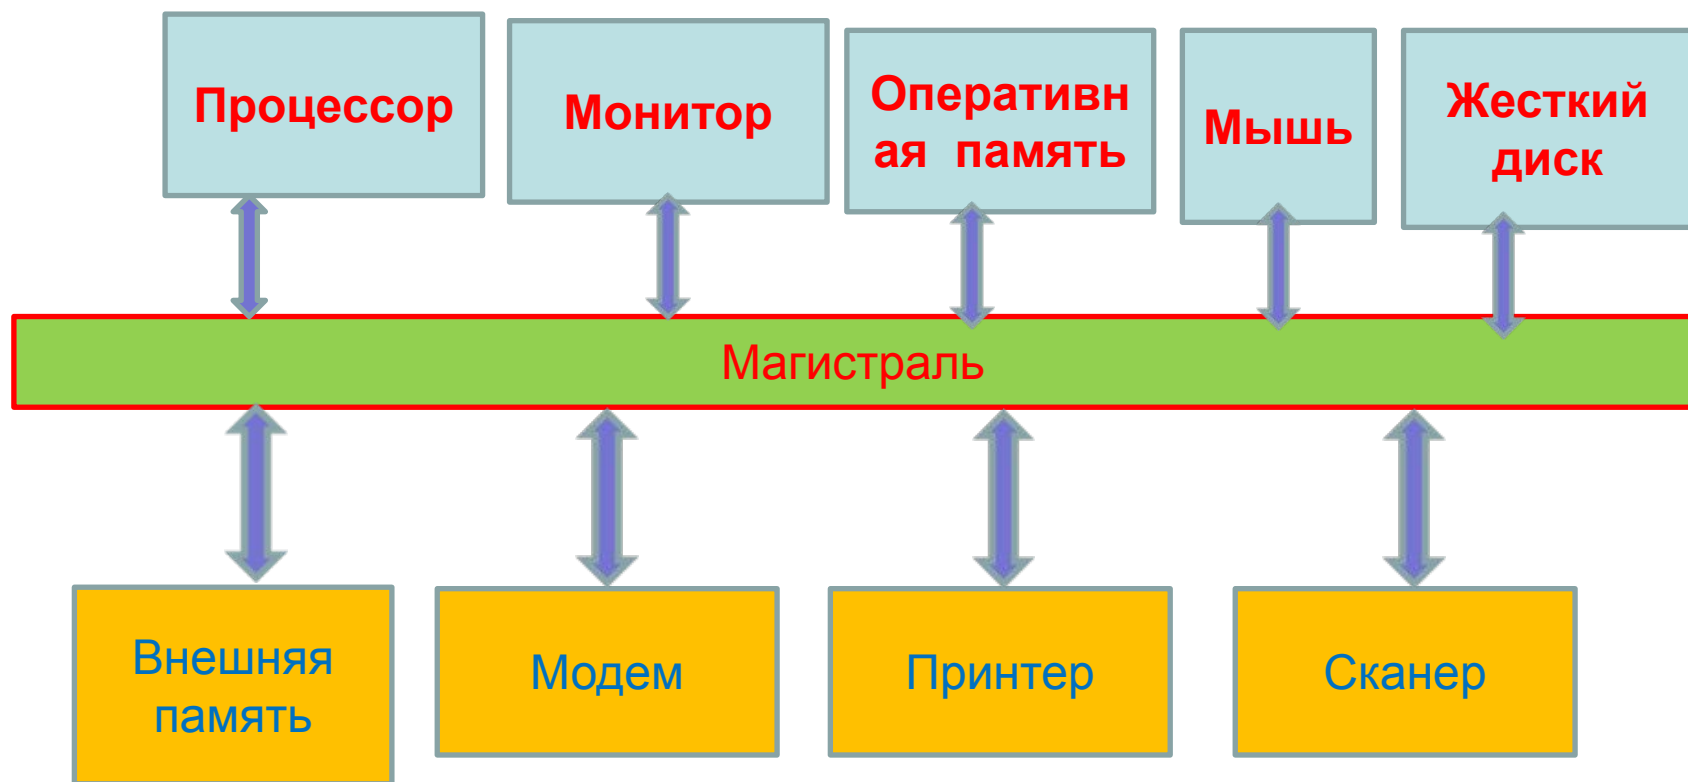 Процессор
Монитор
Оперативн
ая память
Мышь
Жесткий
диск
Магистраль
Внешняя
память
Модем
Принтер
Сканер